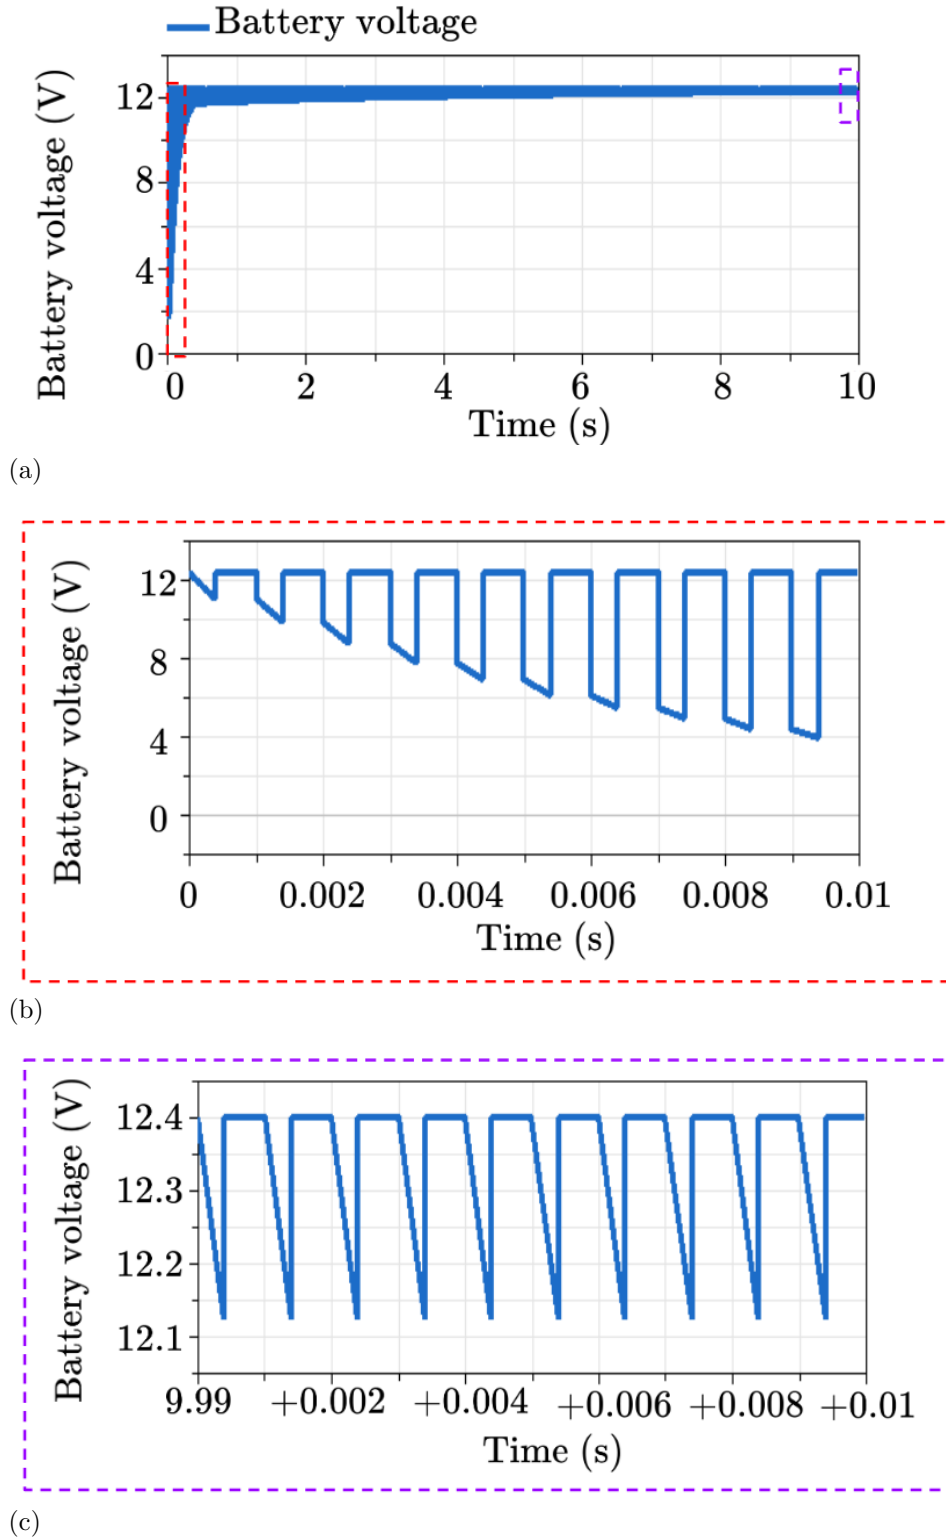 Battery voltage
Battery voltage (V)
12
8
4
0
0 2 4 6 8 10
Time (s)
(a)
Battery voltage (V)
12
8
4
0
0 0.002 0.004 0.006 0.008 0.01
Time (s)
(b)
Battery voltage (V)
12.4
12.3
12.2
12.1
9.99 +0.002 +0.004 +0.006 +0.008 +0.01
Time (s)
(c)